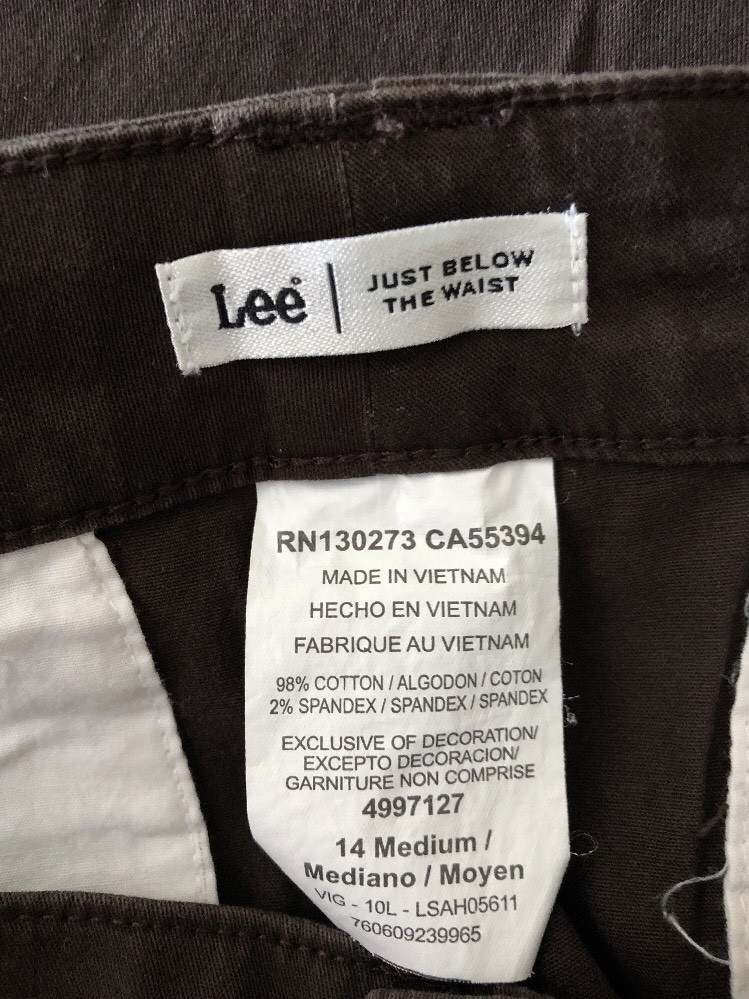 Lee® | JUST BELOW
THE WAIST
RN130273 CA55394
MADE IN VIETNAM
HECHO EN VIETNAM
FABRIQUE AU VIETNAM
98% COTTON / ALGODON / COTON
2% SPANDEX / SPANDEX / SPANDEX
EXCLUSIVE OF DECORATION/
EXCEPTO DECORACION/
GARNITURE NON COMPRISE
4997127
14 Medium /
Mediano / Moyen
VIG - 10L - LSAH05611
760609239965